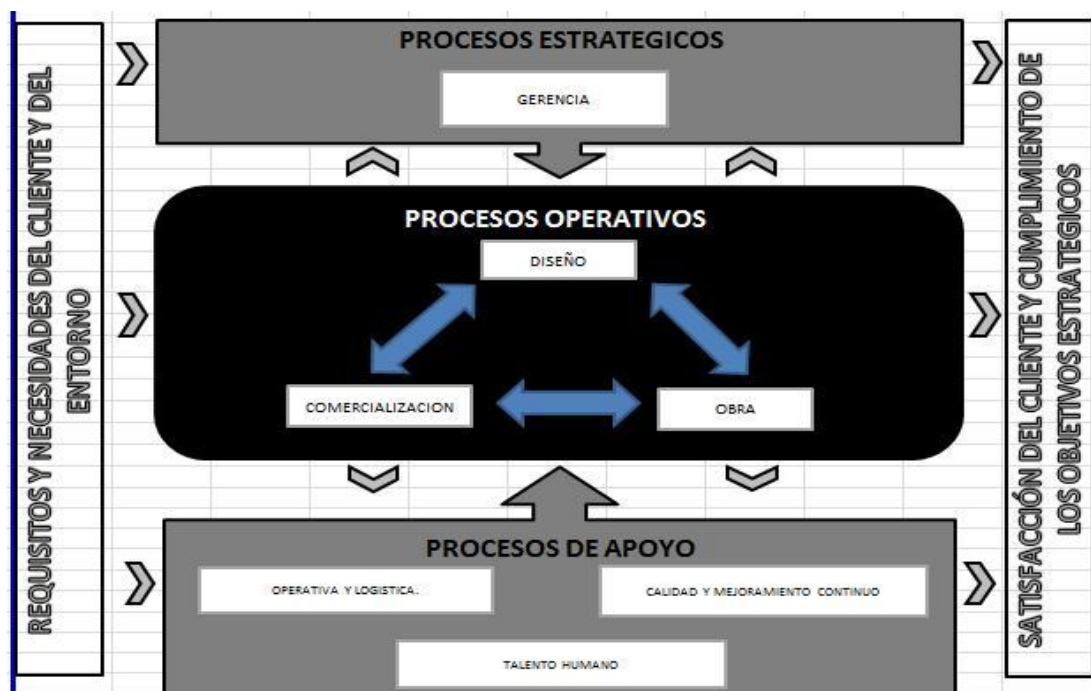 REQUISITOS Y NECESIDADES DEL CLIENTE Y DEL
ENTORNO
PROCESOS ESTRATEGICOS
GERENCIA
PROCESOS OPERATIVOS
DISEÑO
COMERCIALIZACION
OBRA
PROCESOS DE APOYO
OPERATIVA Y LOGISTICA.
CALIDAD Y MEJORAMIENTO CONTINUO
TALENTO HUMANO
SATISFACCIÓN DEL CLIENTE Y CUMPLIMIENTO DE
LOS OBJETIVOS ESTRATEGICOS